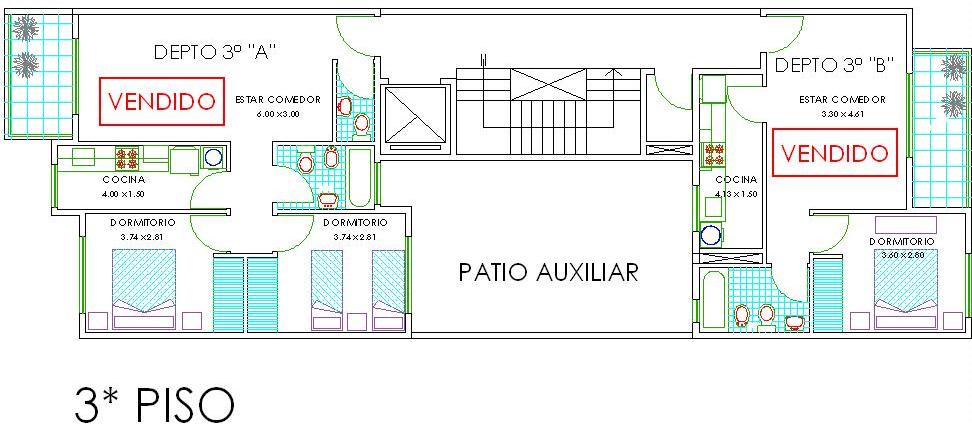 DEPTO 3º "A"
VENDIDO
ESTAR COMEDOR
6.00 x 3.00
COCINA
4.00 x 1.50
DORMITORIO
3.74 x 2.81
DORMITORIO
3.74 x 2.81
PATIO AUXILIAR
DEPTO 3º "B"
ESTAR COMEDOR
3.30 x 4.61
VENDIDO
COCINA
4.13 x 1.50
DORMITORIO
3.60 x 2.80
3* PISO